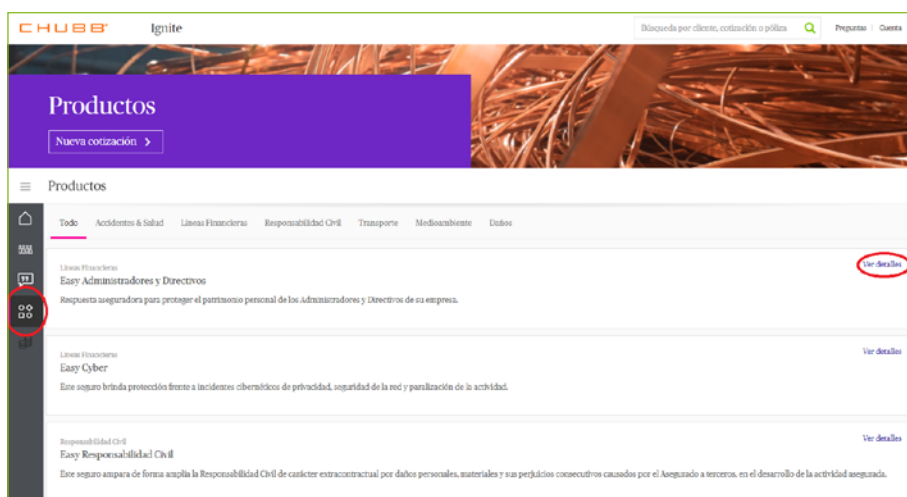 CHUBB®
Ignite
Búsqueda por cliente, cotización o póliza
Preguntas | Cuenta
Productos
Nueva cotización
Productos
Todo Accidentes & Salud Líneas Financieras Responsabilidad Civil Transporte Medioambiente Daños
Líneas Financieras
Ver detalles
Easy Administradores y Directivos
Respuesta aseguradora para proteger el patrimonio personal de los Administradores y Directivos de su empresa.
Líneas Financieras
Ver detalles
Easy Cyber
Este seguro brinda protección frente a incidentes cibernéticos de privacidad, seguridad de la red y paralización de la actividad.
Responsabilidad Civil
Ver detalles
Easy Responsabilidad Civil
Este seguro ampara de forma amplia la Responsabilidad Civil de carácter extracontractual por daños personales, materiales y sus perjuicios consecutivos causados por el Asegurado a terceros, en el desarrollo de la actividad asegurada.